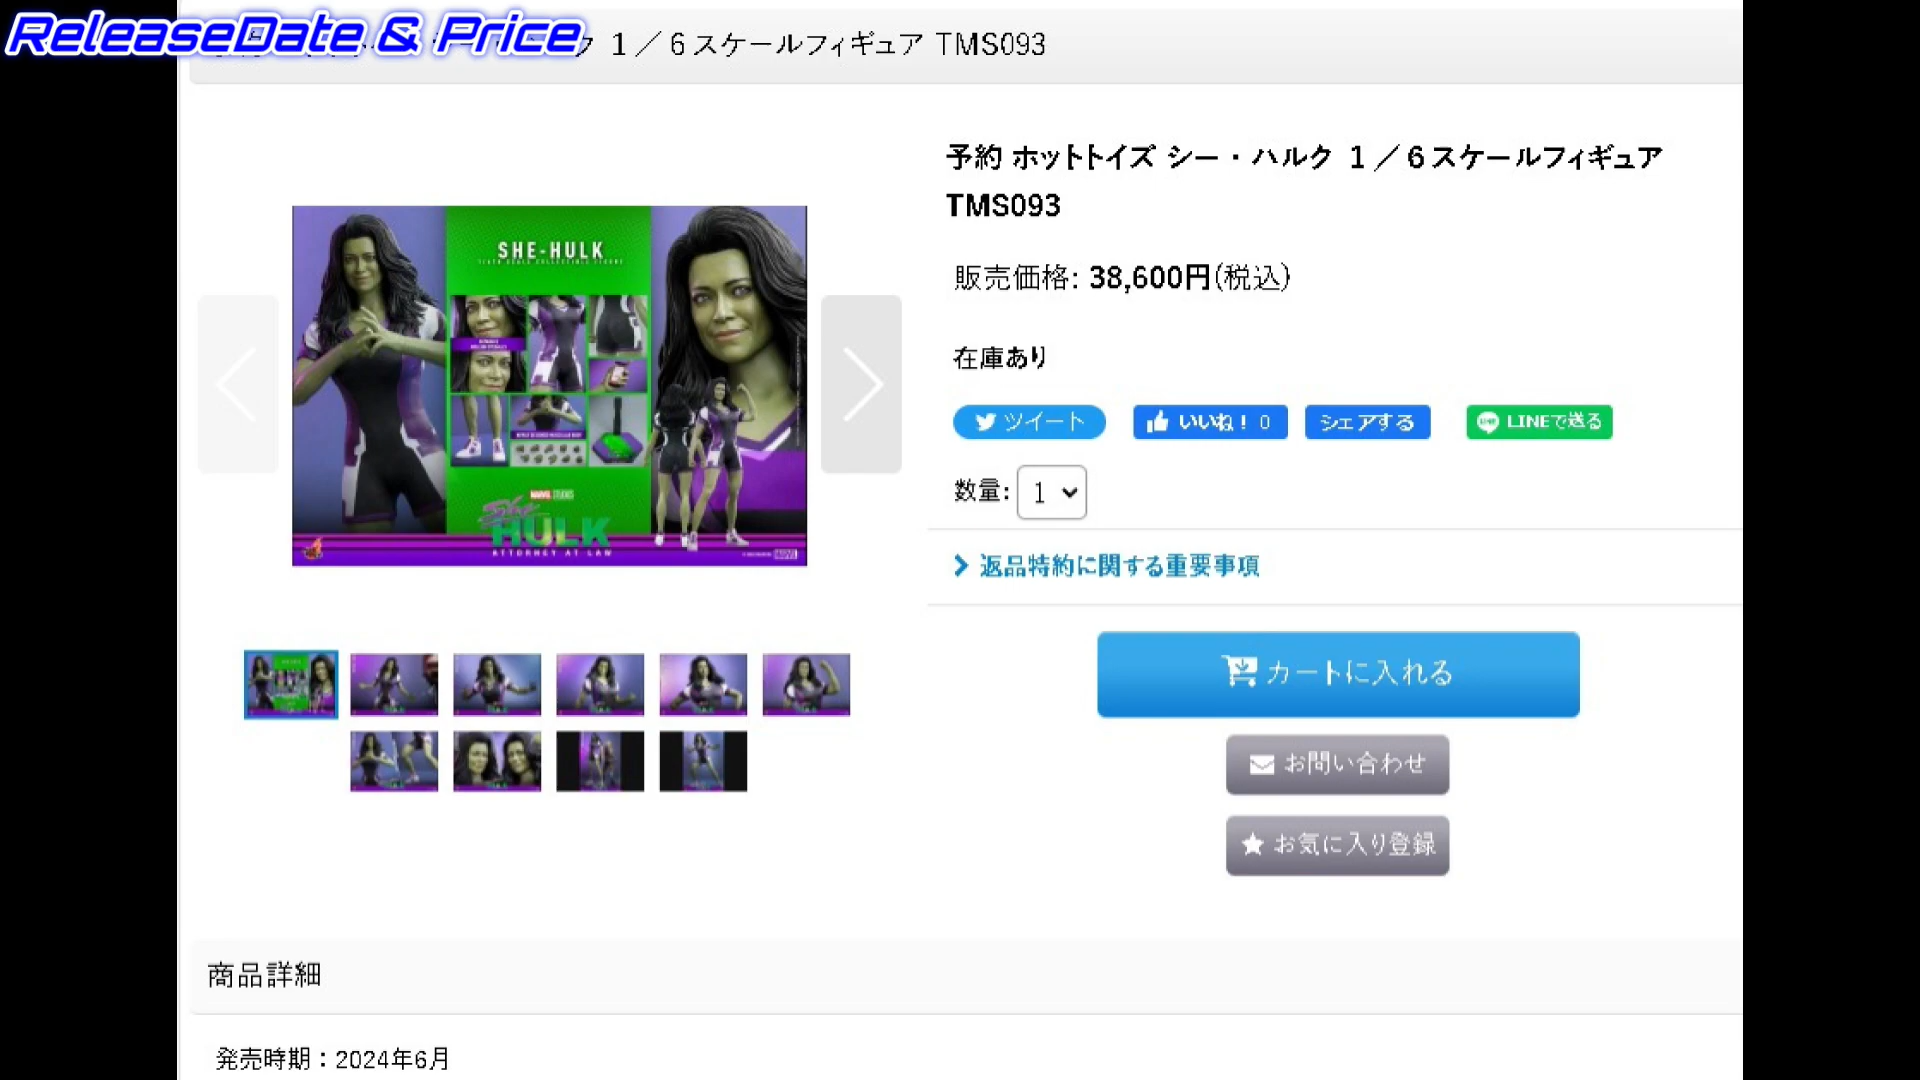 ReleaseDate & Price
ク １／６スケールフィギュア TMS093
予約 ホットトイズ シー・ハルク １／６スケールフィギュア
TMS093
販売価格: 38,600円(税込)
在庫あり
ツイート
いいね！ 0
シェアする
LINEで送る
数量: 1
返品特約に関する重要事項
カートに入れる
お問い合わせ
お気に入り登録
SHE-HULK
MARVEL STUDIOS
She
HULK
ATTORNEY AT LAW
MARVEL
商品詳細
発売時期：2024年6月